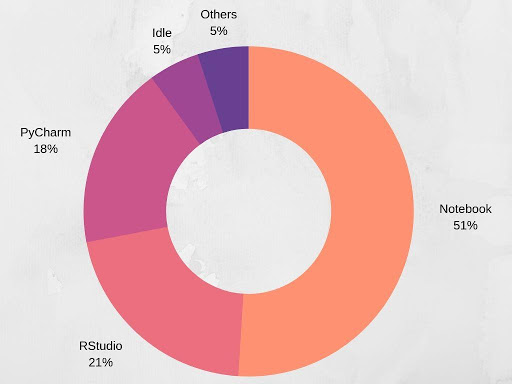 Others
5%
Idle
5%
PyCharm
18%
Notebook
51%
RStudio
21%